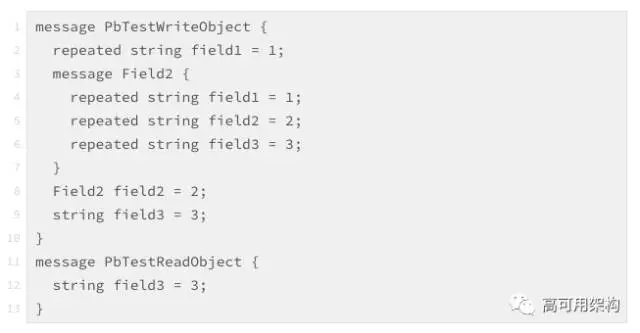 1 message PbTestWriteObject {
2 repeated string field1 = 1;
3 message Field2 {
4 repeated string field1 = 1;
5 repeated string field2 = 2;
6 repeated string field3 = 3;
7 }
8 Field2 field2 = 2;
9 string field3 = 3;
10 }
11 message PbTestReadObject {
12 string field3 = 3;
13 }
高可用架构